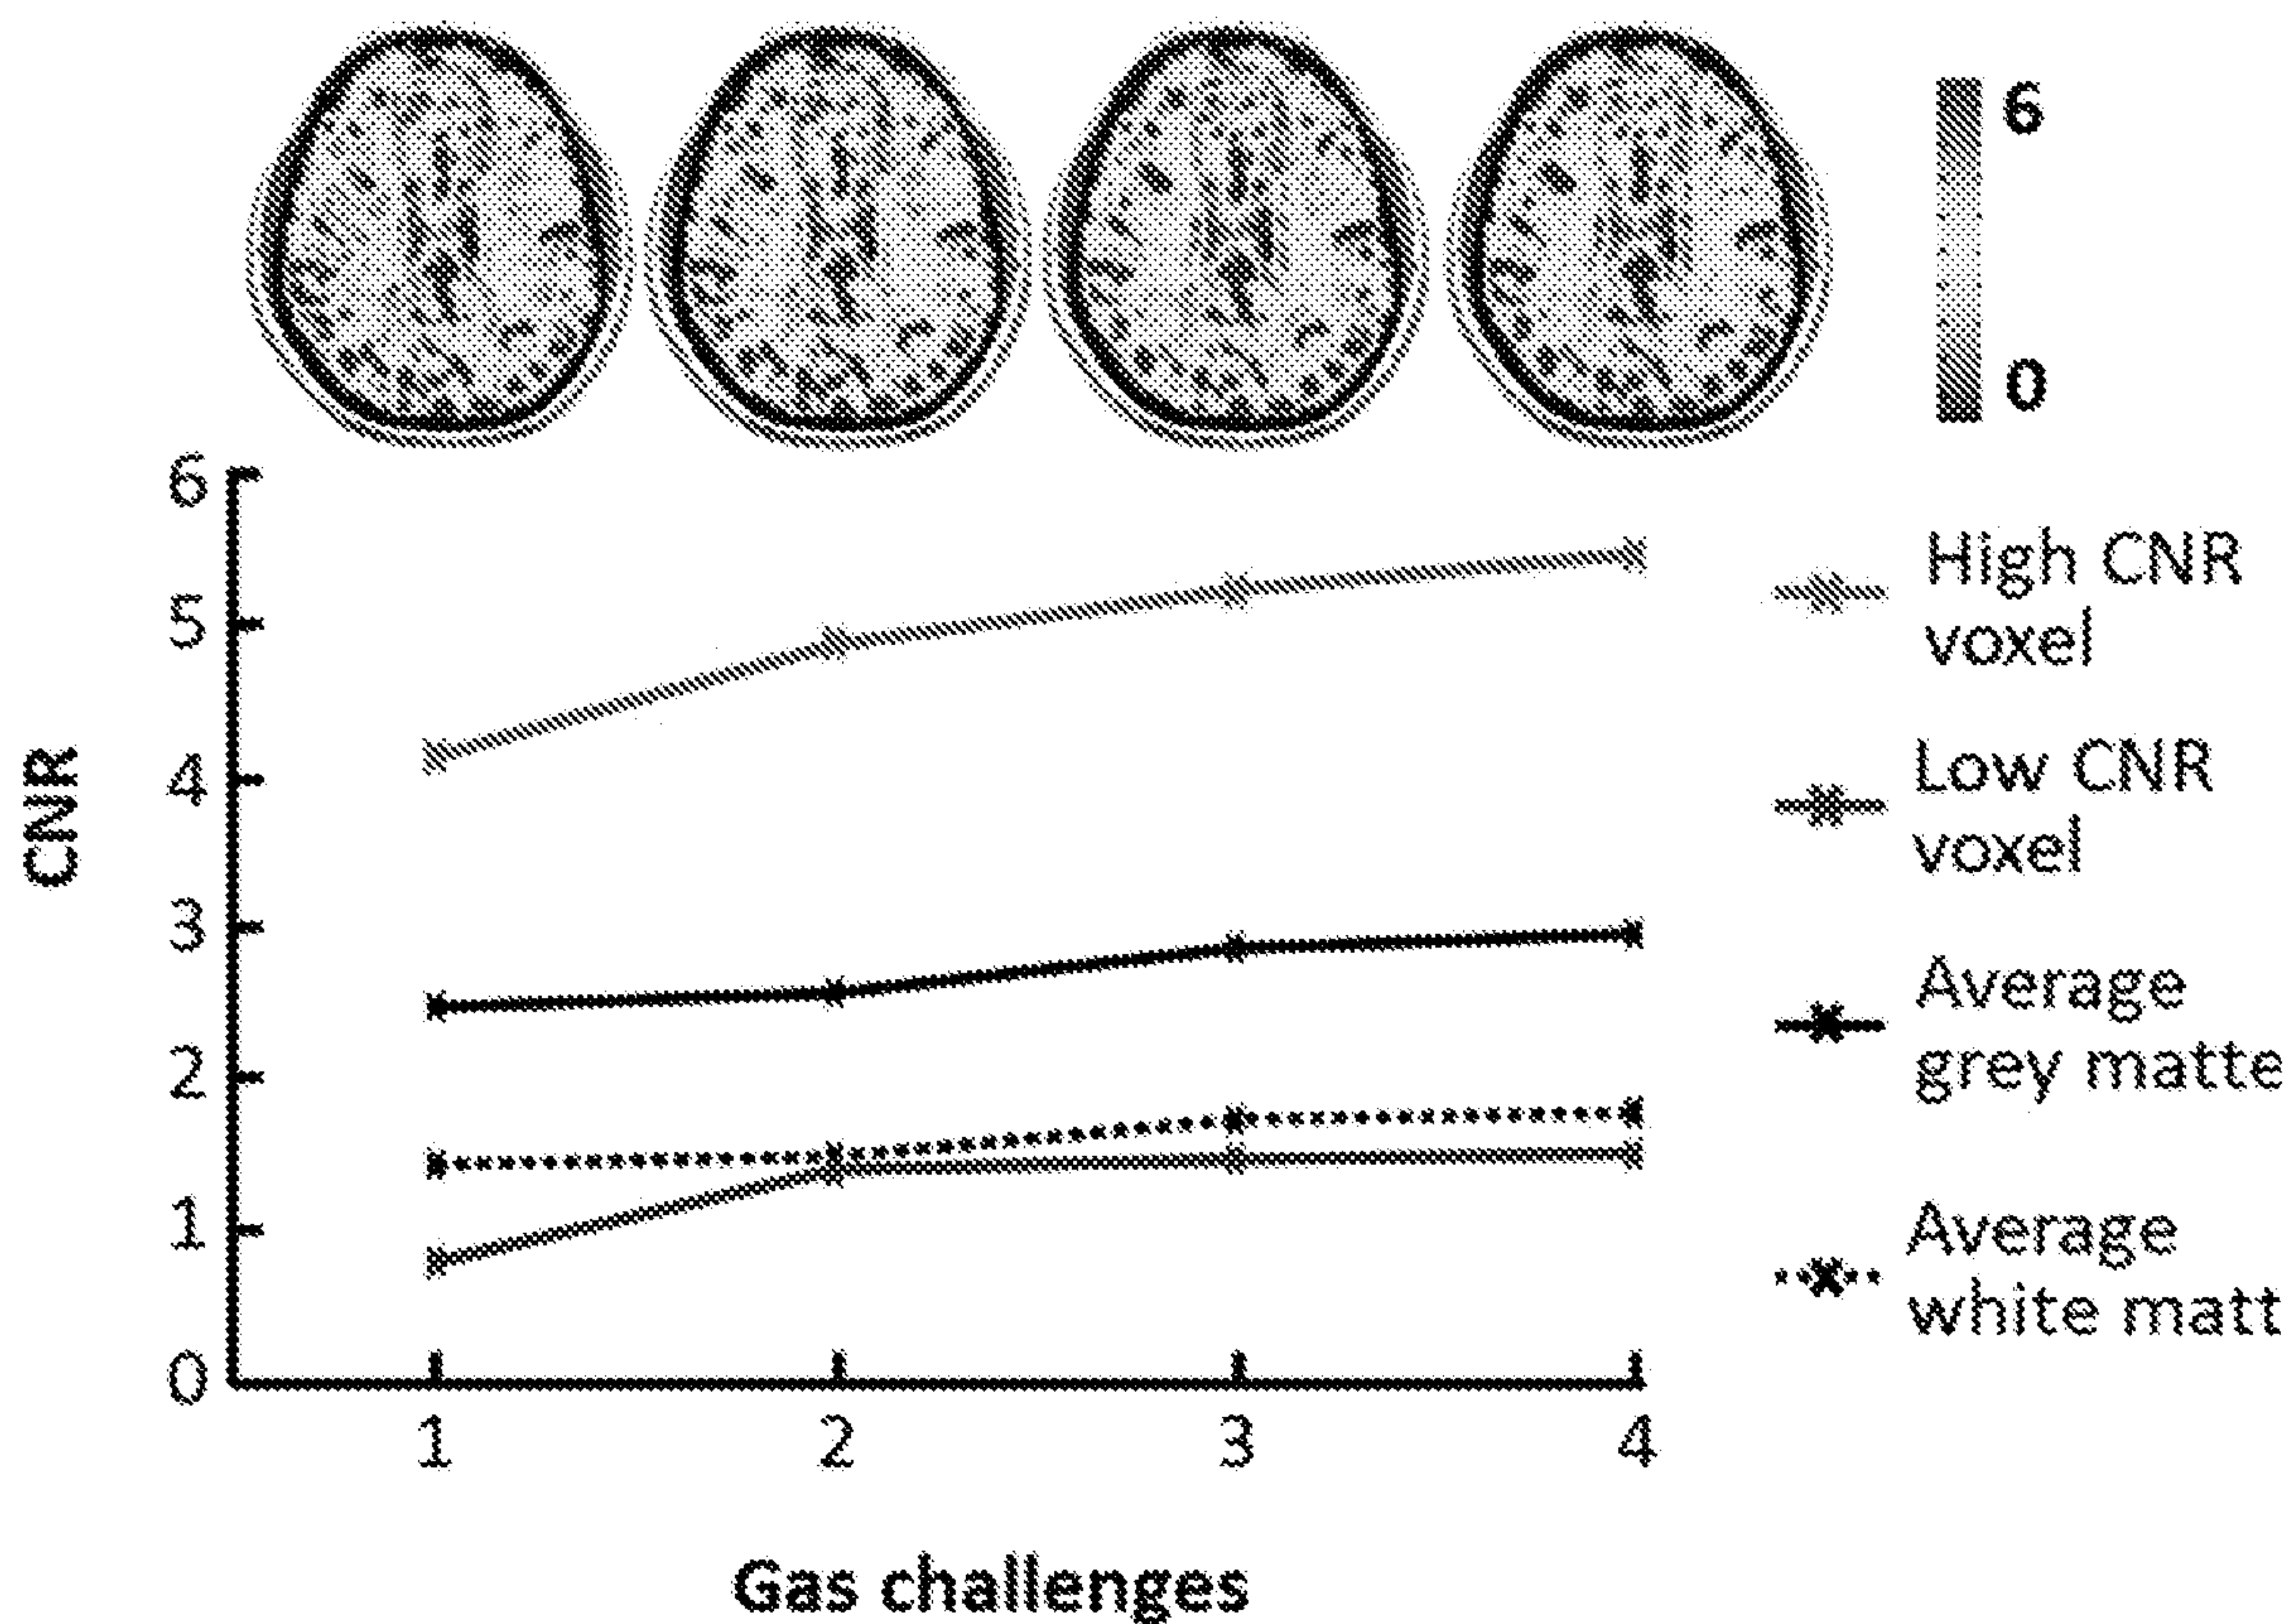 6
0
6
5
4
3
2
1
0
CNR
1 2 3 4
Gas challenges
High CNR
voxel
Low CNR
voxel
Average
grey matte
Average
white matt